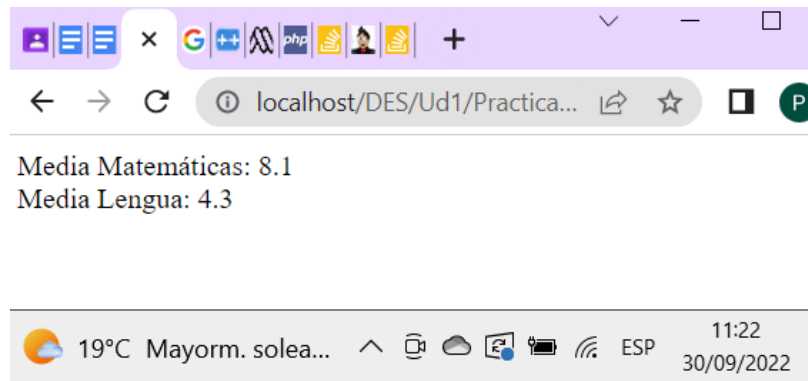 php
localhost/DES/Ud1/Practica...
P
Media Matemáticas: 8.1
Media Lengua: 4.3
19°C Mayorm. solea... ESP 11:22
30/09/2022